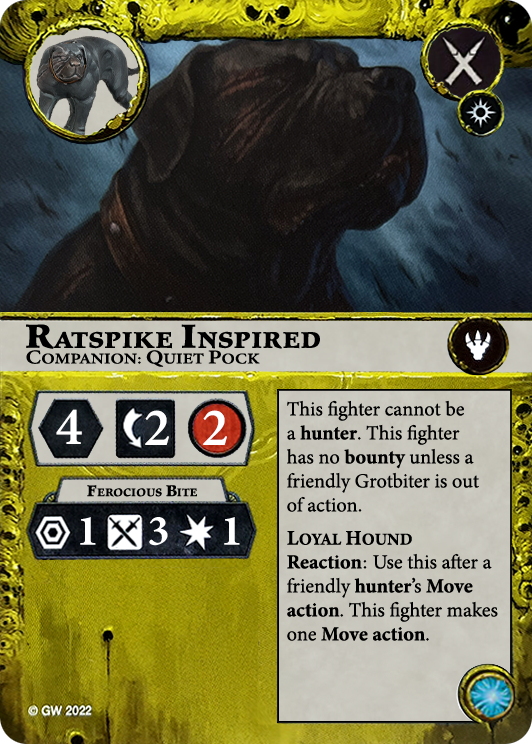 Ratspike Inspired
Companion: Quiet Pock
4 2 2
Ferocious Bite
1 3 1
This fighter cannot be
a hunter. This fighter
has no bounty unless a
friendly Grotbiter is out
of action.
Loyal Hound
Reaction: Use this after a
friendly hunter's Move
action. This fighter makes
one Move action.
© GW 2022